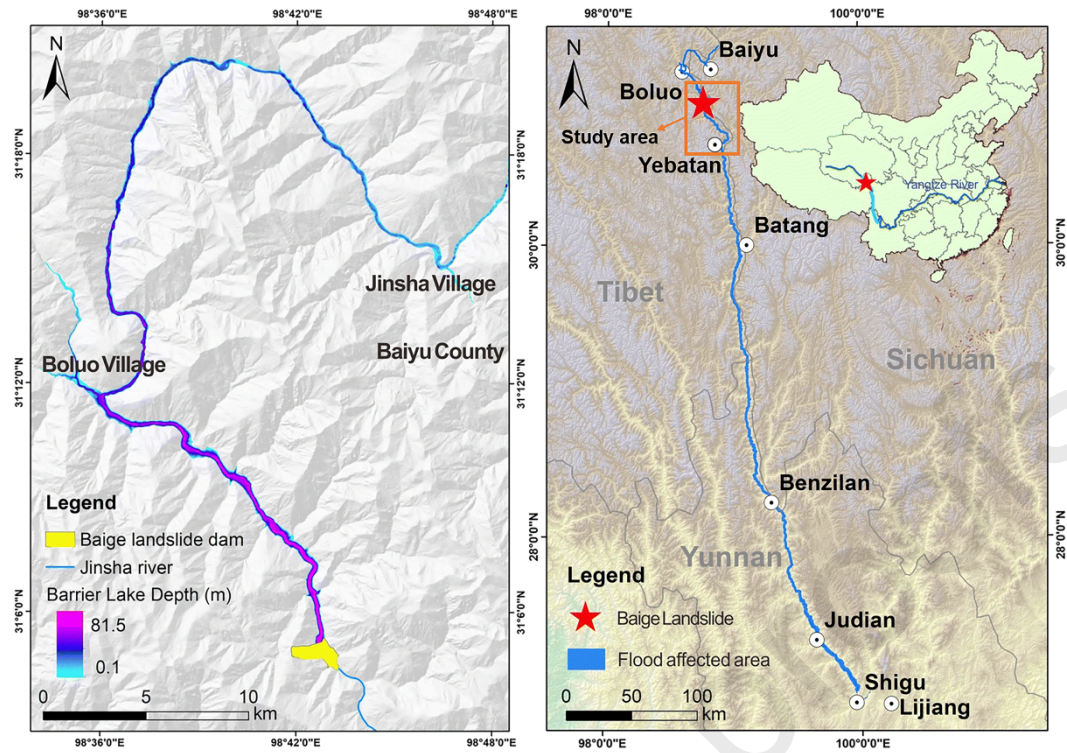 98°36'0"E
98°42'0"E
98°48'0"E
N
31°18'0"N
31°18'0"N
Jinsha Village
Baiyu County
Boluo Village
31°12'0"N
31°12'0"N
Legend
Baige landslide dam
Jinsha river
Barrier Lake Depth (m)
81.5
0.1
31°6'0"N
31°6'0"N
0 5 10
km
98°36'0"E
98°42'0"E
98°48'0"E
98°0'0"E
100°0'0"E
N
Baiyu
Boluo
Study area
Yebatan
Yangtze River
Batang
30°0'0"N
30°0'0"N
Tibet
Sichuan
Benzilan
28°0'0"N
28°0'0"N
Yunnan
Legend
Baige Landslide
Flood affected area
Judian
Shigu
Lijiang
0 50 100
km
98°0'0"E
100°0'0"E